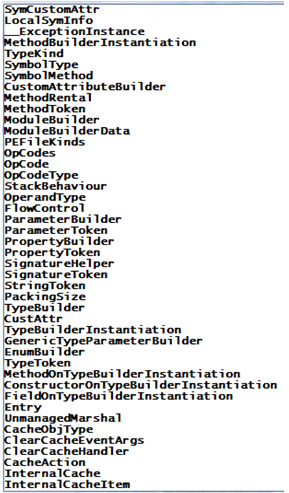 SymCustomAttr
LocalSymInfo
__ExceptionInstance
MethodBuilderInstantiation
TypeKind
SymbolType
SymbolMethod
CustomAttributeBuilder
MethodRental
MethodToken
ModuleBuilder
ModuleBuilderData
PEFileKinds
OpCodes
OpCode
OpCodeType
StackBehaviour
OperandType
FlowControl
ParameterBuilder
ParameterToken
PropertyBuilder
PropertyToken
SignatureHelper
SignatureToken
StringToken
PackingSize
TypeBuilder
CustAttr
TypeBuilderInstantiation
GenericTypeParameterBuilder
EnumBuilder
TypeToken
MethodOnTypeBuilderInstantiation
ConstructorOnTypeBuilderInstantiation
FieldOnTypeBuilderInstantiation
Entry
UnmanagedMarshal
CacheObjType
ClearCacheEventArgs
ClearCacheHandler
CacheAction
InternalCache
InternalCacheItem